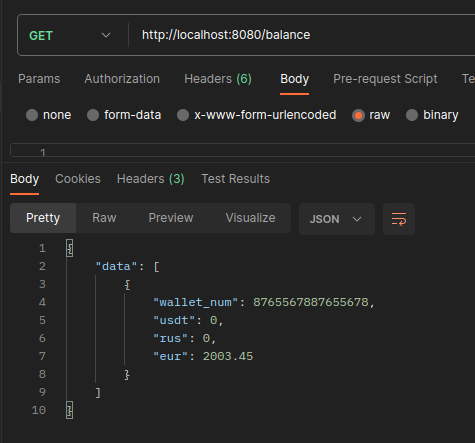 GET http://localhost:8080/balance
Params Authorization Headers (6) Body Pre-request Script Te
none form-data x-www-form-urlencoded raw binary
1
Body Cookies Headers (3) Test Results
Pretty Raw Preview Visualize JSON
1 {
2 "data": [
3 {
4 "wallet_num": 8765567887655678,
5 "usdt": 0,
6 "rus": 0,
7 "eur": 2003.45
8 }
9 ]
10 }